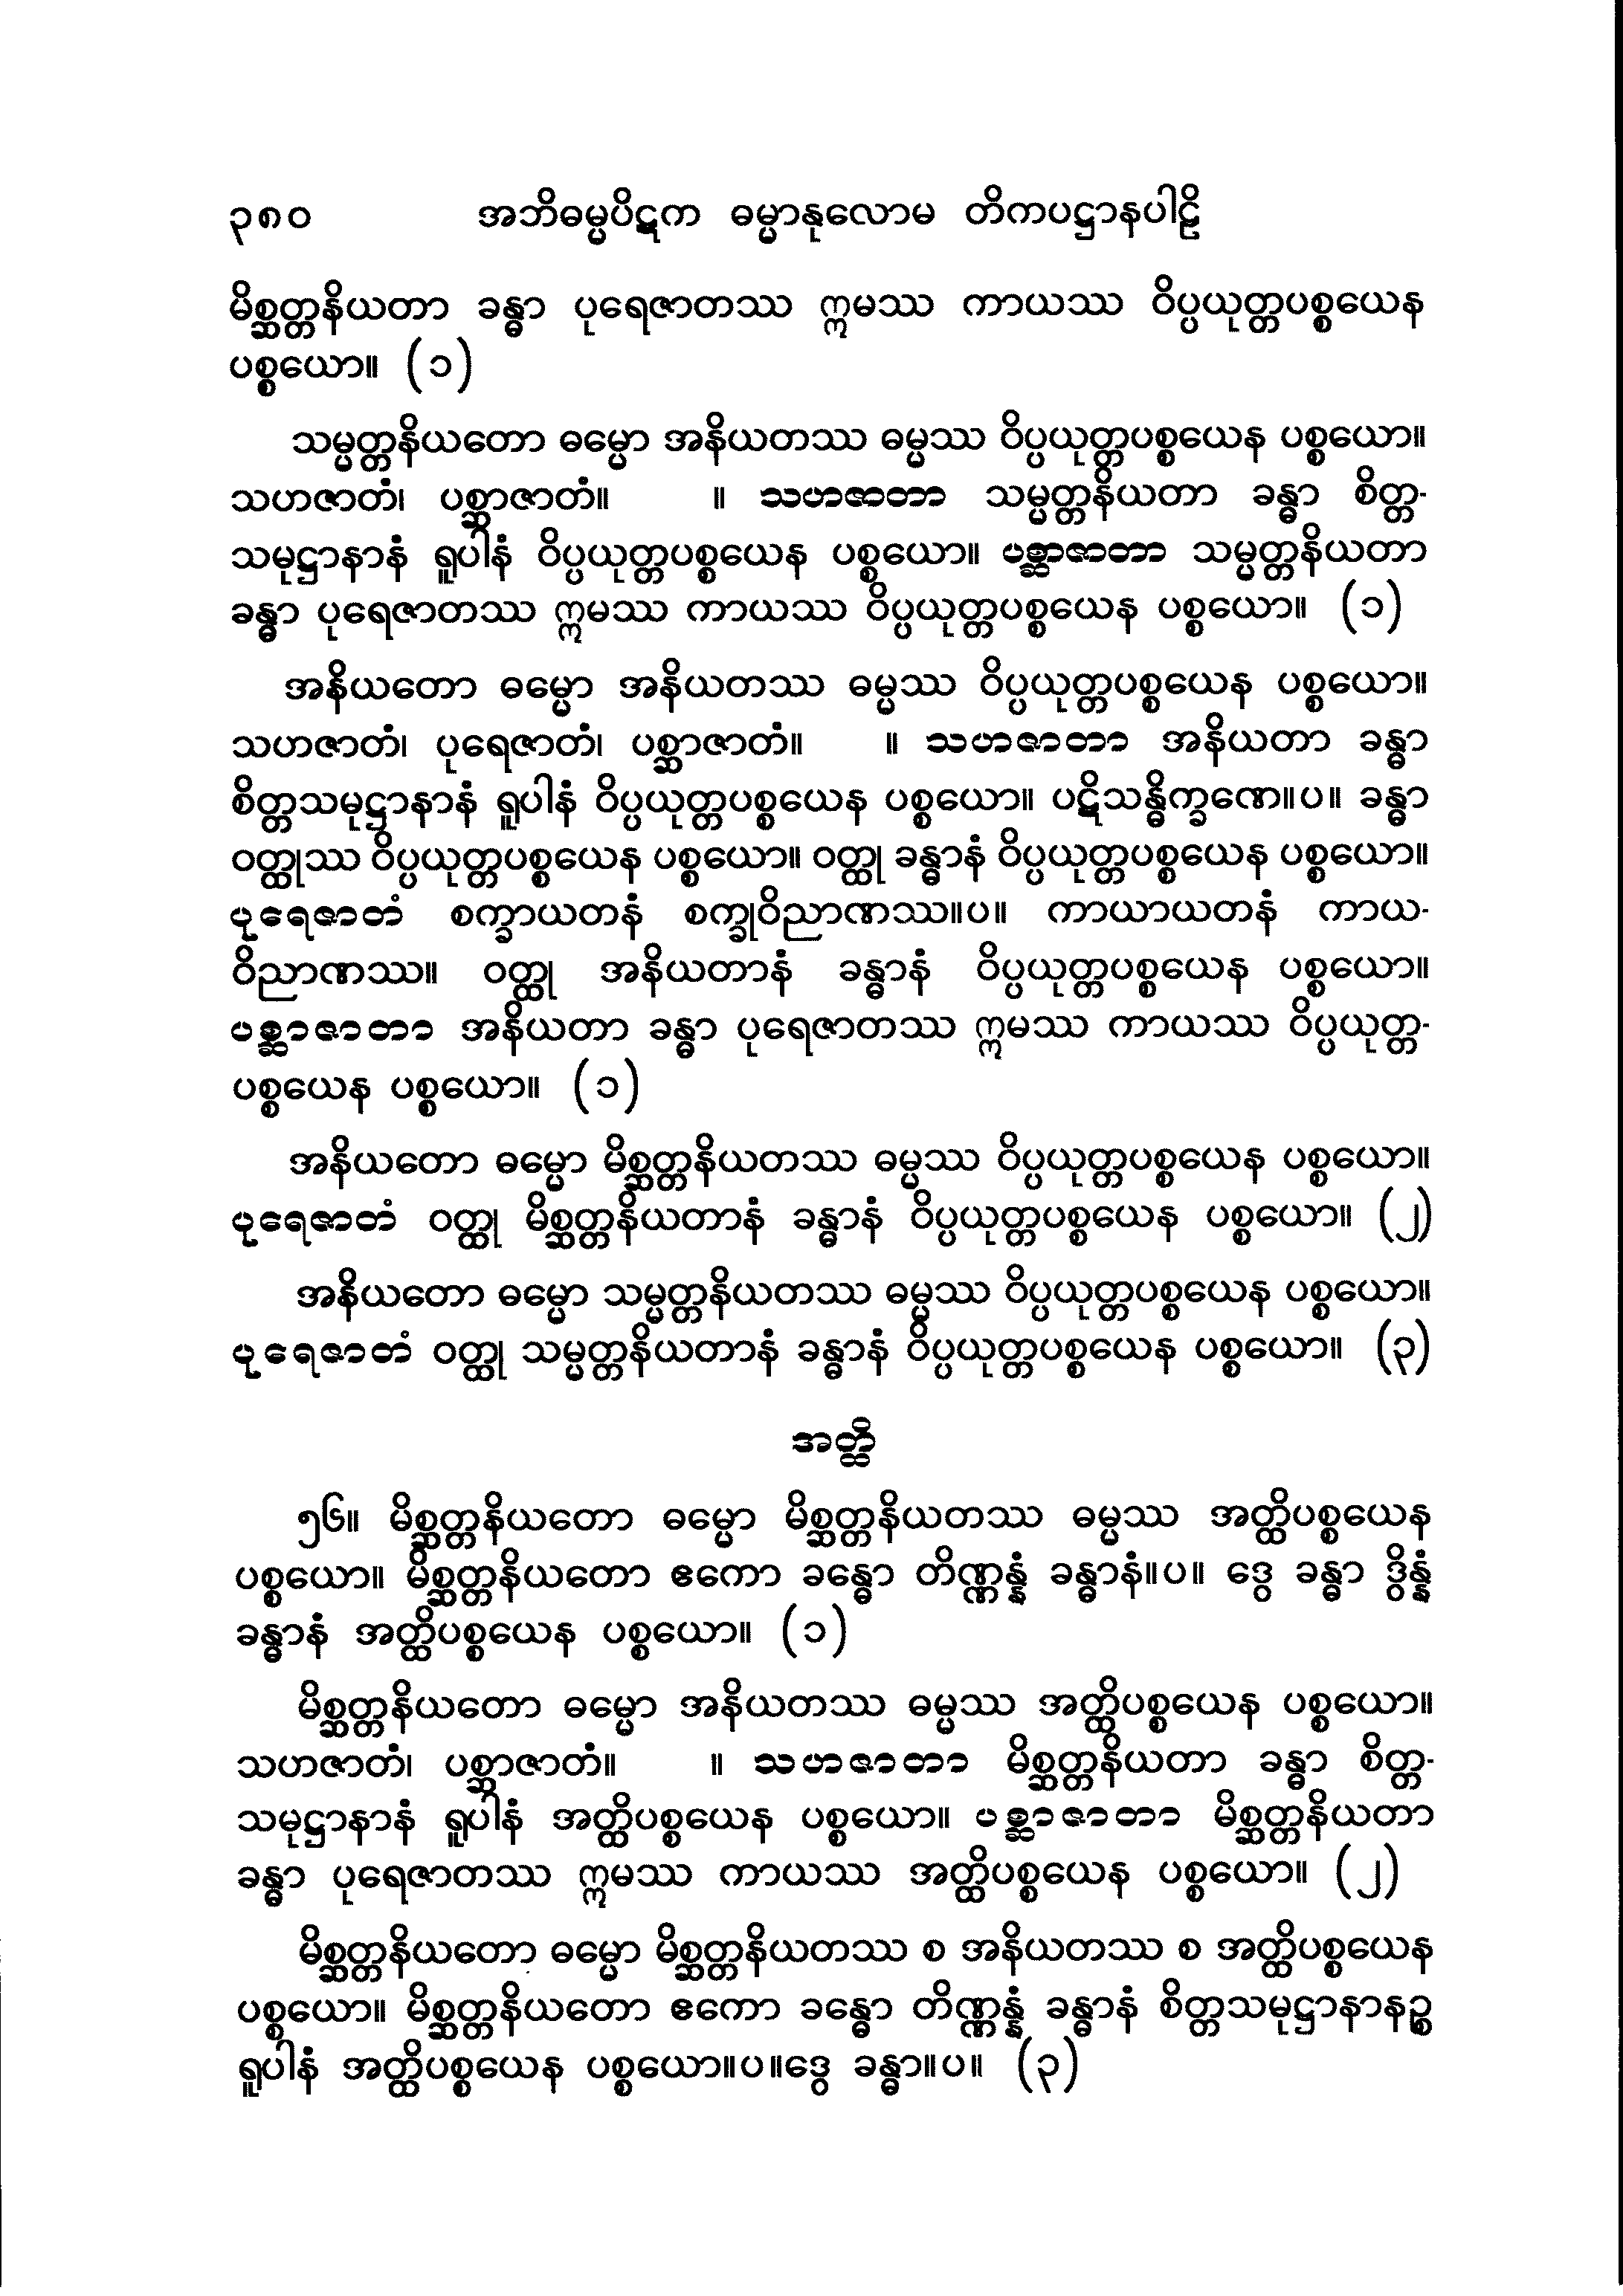 ၃၈၀ အဘိဓမ္မပိဋက ဓမ္မာနုလောမ တိကပဋ္ဌာနပါဠိ
မိစ္ဆတ္တနိယတာ ခန္ဓာ ပုရေဇာတဿ ဣမဿ ကာယဿ ဝိပ္ပယုတ္တပစ္စယေန
ပစ္စယော။ (၁)
သမ္မတ္တနိယတော ဓမ္မော အနိယတဿ ဓမ္မဿ ဝိပ္ပယုတ္တပစ္စယေန ပစ္စယော။
သဟဇာတံ၊ ပစ္ဆာဇာတံ။ ။ သဟဇာတာ သမ္မတ္တနိယတာ ခန္ဓာ စိတ္တ-
သမုဋ္ဌာနာနံ ရူပါနံ ဝိပ္ပယုတ္တပစ္စယေန ပစ္စယော။ ပစ္ဆာဇာတာ သမ္မတ္တနိယတာ
ခန္ဓာ ပုရေဇာတဿ ဣမဿ ကာယဿ ဝိပ္ပယုတ္တပစ္စယေန ပစ္စယော။ (၁)
အနိယတော ဓမ္မော အနိယတဿ ဓမ္မဿ ဝိပ္ပယုတ္တပစ္စယေန ပစ္စယော။
သဟဇာတံ၊ ပုရေဇာတံ၊ ပစ္ဆာဇာတံ။ ။ သဟဇာတာ အနိယတာ ခန္ဓာ
စိတ္တသမုဋ္ဌာနာနံ ရူပါနံ ဝိပ္ပယုတ္တပစ္စယေန ပစ္စယော။ ပဋိသန္ဓိက္ခဏေ။ပ။ ခန္ဓာ
ဝတ္ထုဿ ဝိပ္ပယုတ္တပစ္စယေန ပစ္စယော။ ဝတ္ထု ခန္ဓာနံ ဝိပ္ပယုတ္တပစ္စယေန ပစ္စယော။
ပုရေဇာတံ စက္ခာယတနံ စက္ခုဝိညာဏဿ။ပ။ ကာယာယတနံ ကာယ-
ဝိညာဏဿ။ ဝတ္ထု အနိယတာနံ ခန္ဓာနံ ဝိပ္ပယုတ္တပစ္စယေန ပစ္စယော။
ပစ္ဆာဇာတာ အနိယတာ ခန္ဓာ ပုရေဇာတဿ ဣမဿ ကာယဿ ဝိပ္ပယုတ္တ-
ပစ္စယေန ပစ္စယော။ (၁)
အနိယတော ဓမ္မော မိစ္ဆတ္တနိယတဿ ဓမ္မဿ ဝိပ္ပယုတ္တပစ္စယေန ပစ္စယော။
ပုရေဇာတံ ဝတ္ထု မိစ္ဆတ္တနိယတာနံ ခန္ဓာနံ ဝိပ္ပယုတ္တပစ္စယေန ပစ္စယော။ (၂)
အနိယတော ဓမ္မော သမ္မတ္တနိယတဿ ဓမ္မဿ ဝိပ္ပယုတ္တပစ္စယေန ပစ္စယော။
ပုရေဇာတံ ဝတ္ထု သမ္မတ္တနိယတာနံ ခန္ဓာနံ ဝိပ္ပယုတ္တပစ္စယေန ပစ္စယော။ (၃)
အတ္ထိ
၅၆။ မိစ္ဆတ္တနိယတော ဓမ္မော မိစ္ဆတ္တနိယတဿ ဓမ္မဿ အတ္ထိပစ္စယေန
ပစ္စယော။ မိစ္ဆတ္တနိယတော ဧကော ခန္ဓော တိဏ္ဏန္နံ ခန္ဓာနံ။ပ။ ဒွေ ခန္ဓာ ဒွိန္နံ
ခန္ဓာနံ အတ္ထိပစ္စယေန ပစ္စယော။ (၁)
မိစ္ဆတ္တနိယတော ဓမ္မော အနိယတဿ ဓမ္မဿ အတ္ထိပစ္စယေန ပစ္စယော။
သဟဇာတံ၊ ပစ္ဆာဇာတံ။ ။ သဟဇာတာ မိစ္ဆတ္တနိယတာ ခန္ဓာ စိတ္တ-
သမုဋ္ဌာနာနံ ရူပါနံ အတ္ထိပစ္စယေန ပစ္စယော။ ပစ္ဆာဇာတာ မိစ္ဆတ္တနိယတာ
ခန္ဓာ ပုရေဇာတဿ ဣမဿ ကာယဿ အတ္ထိပစ္စယေန ပစ္စယော။ (၂)
မိစ္ဆတ္တနိယတော ဓမ္မော မိစ္ဆတ္တနိယတဿ စ အနိယတဿ စ အတ္ထိပစ္စယေန
ပစ္စယော။ မိစ္ဆတ္တနိယတော ဧကော ခန္ဓော တိဏ္ဏန္နံ ခန္ဓာနံ စိတ္တသမုဋ္ဌာနာနဉ္စ
ရူပါနံ အတ္ထိပစ္စယေန ပစ္စယော။ပ။ဒွေ ခန္ဓာ။ပ။ (၃)